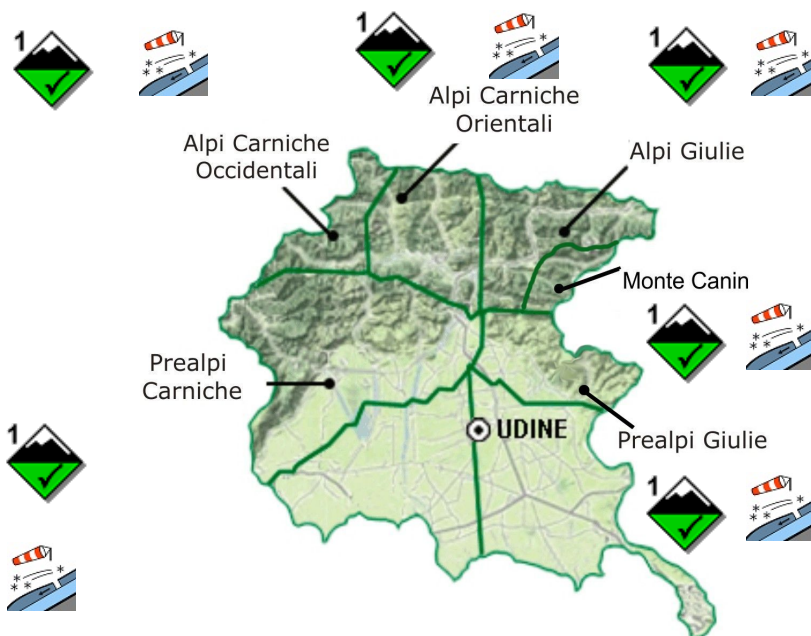 1
1
1
Alpi Carniche
Orientali
Alpi Carniche
Occidentali
Alpi Giulie
Monte Canin
1
Prealpi
Carniche
1
UDINE
Prealpi Giulie
1